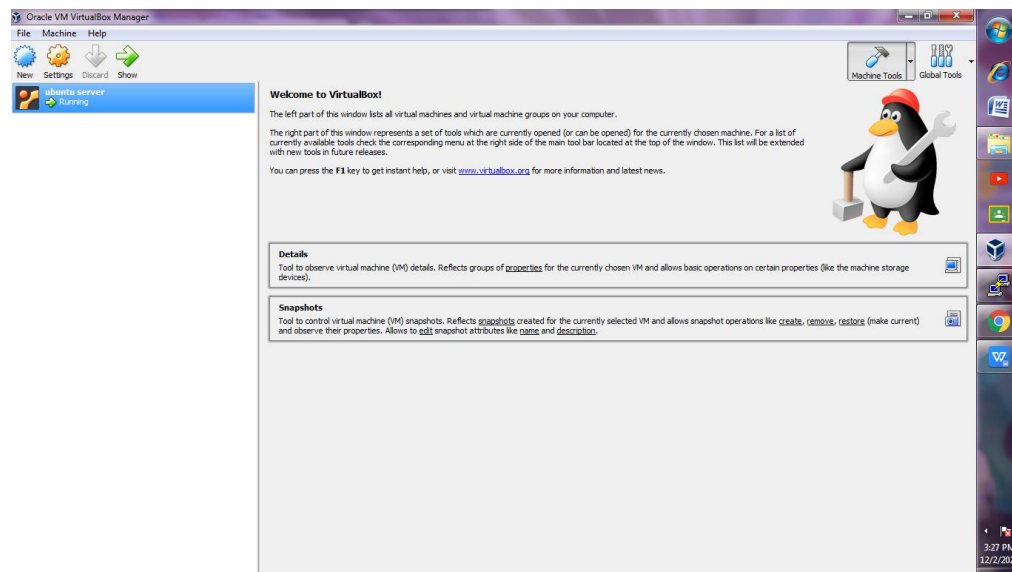 Oracle VM VirtualBox Manager
File Machine Help
New Settings Discard Show
Machine Tools Global Tools
ubuntu server
Running
Welcome to VirtualBox!
The left part of this window lists all virtual machines and virtual machine groups on your computer.
The right part of this window represents a set of tools which are currently opened (or can be opened) for the currently chosen machine. For a list of
currently available tools check the corresponding menu at the right side of the main tool bar located at the top of the window. This list will be extended
with new tools in future releases.
You can press the F1 key to get instant help, or visit www.virtualbox.org for more information and latest news.
Details
Tool to observe virtual machine (VM) details. Reflects groups of properties for the currently chosen VM and allows basic operations on certain properties (like the machine storage
devices).
Snapshots
Tool to control virtual machine (VM) snapshots. Reflects snapshots created for the currently selected VM and allows snapshot operations like create, remove, restore (make current)
and observe their properties. Allows to edit snapshot attributes like name and description.
3:27 PM